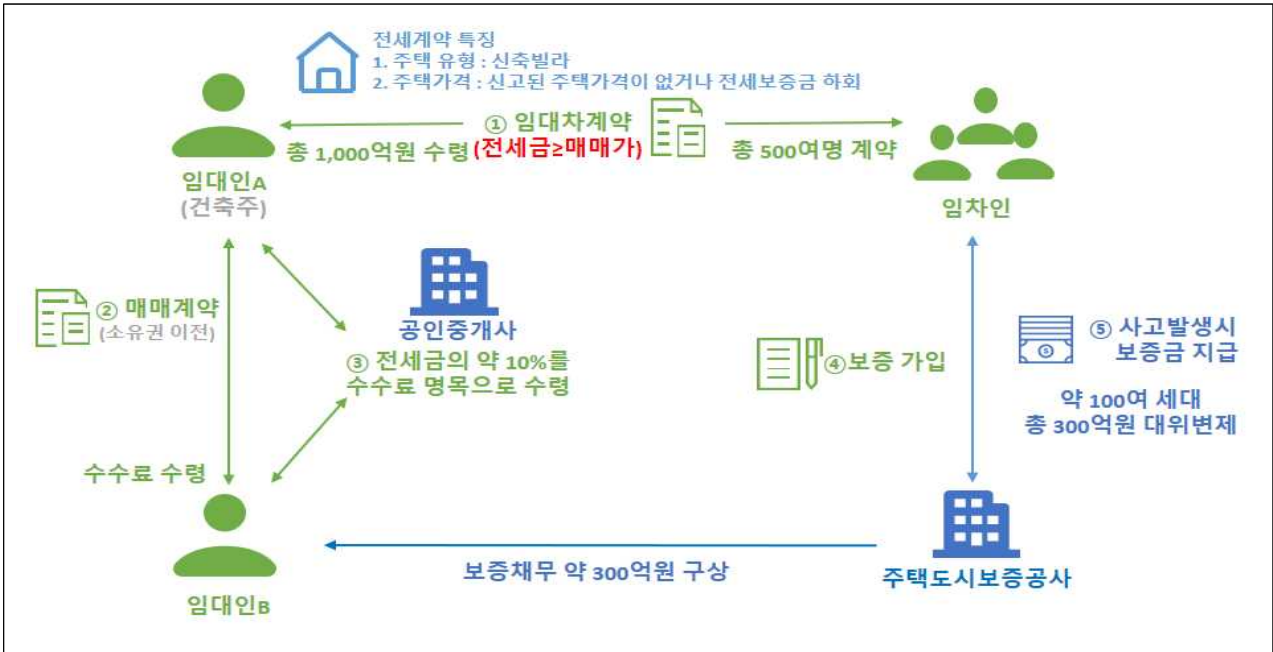 전세계약 특징
1. 주택 유형 : 신축빌라
2. 주택가격 : 신고된 주택가격이 없거나 전세보증금 하회
① 임대차계약
(전세금≥매매가)
총 1,000억원 수령
총 500여명 계약
임대인A
(건축주)
임차인
② 매매계약
(소유권 이전)
공인중개사
③ 전세금의 약 10%를
수수료 명목으로 수령
④보증 가입
⑤ 사고발생시
보증금 지급
약 100여 세대
총 300억원 대위변제
수수료 수령
임대인B
보증채무 약 300억원 구상
주택도시보증공사